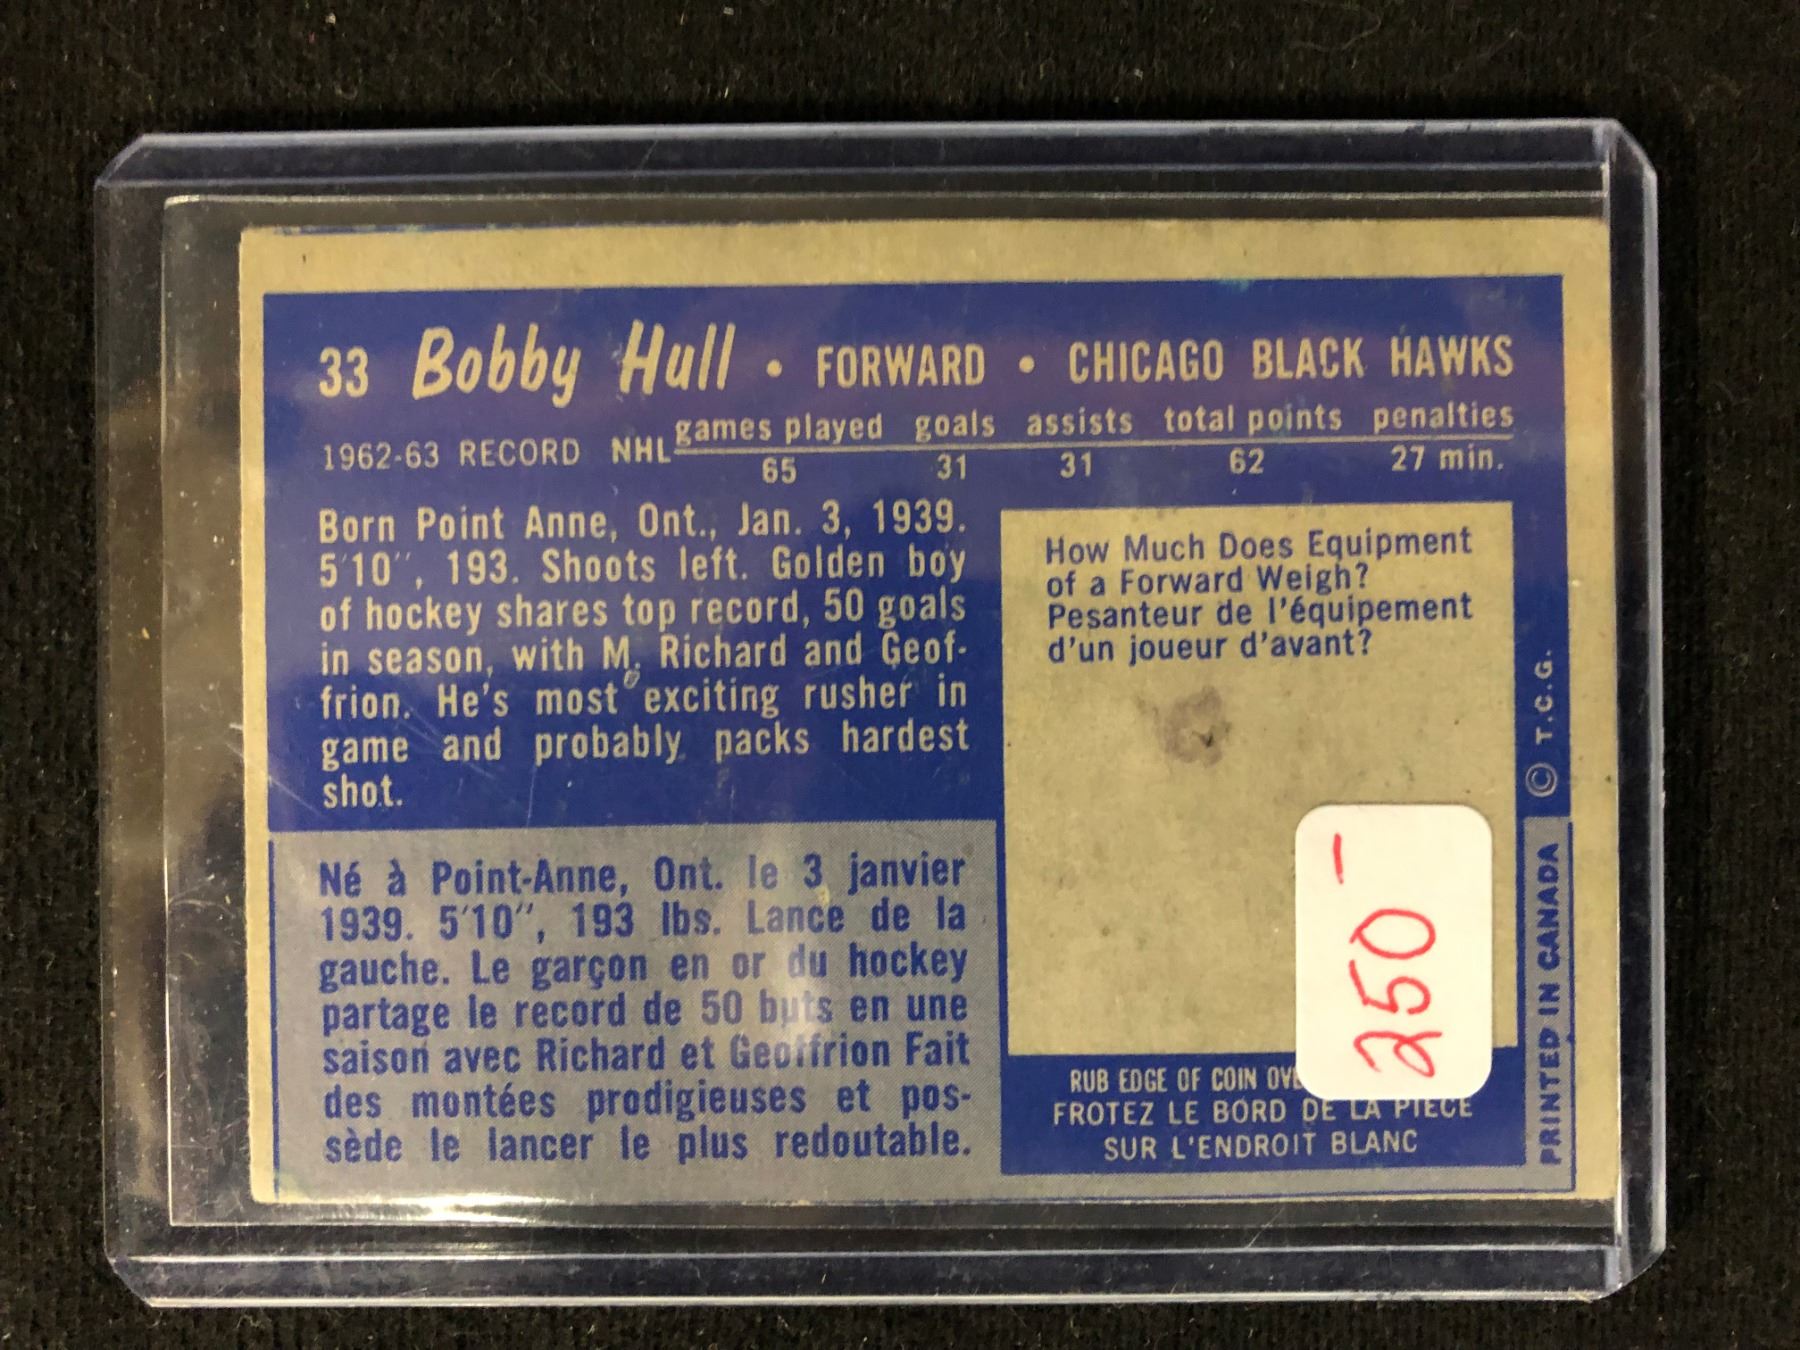 33 Bobby Hull • FORWARD • CHICAGO BLACK HAWKS
games played goals assists total points penalties
1962-63 RECORD NHL
65 31 31 62 27 min.
Born Point Anne, Ont., Jan. 3, 1939.
5'10'', 193. Shoots left. Golden boy
of hockey shares top record, 50 goals
in season, with M. Richard and Geof-
frion. He's most exciting rusher in
game and probably packs hardest
shot.
Né à Point-Anne, Ont. le 3 janvier
1939. 5'10'', 193 lbs. Lance de la
gauche. Le garçon en or du hockey
partage le record de 50 buts en une
saison avec Richard et Geoffrion Fait
des montées prodigieuses et pos-
sède le lancer le plus redoutable.
How Much Does Equipment
of a Forward Weigh?
Pesanteur de l'équipement
d'un joueur d'avant?
250-
RUB EDGE OF COIN
FROTEZ LE BORD DE LA PIECE
SUR L'ENDROIT BLANC
PRINTED IN CANADA © T.C.G.